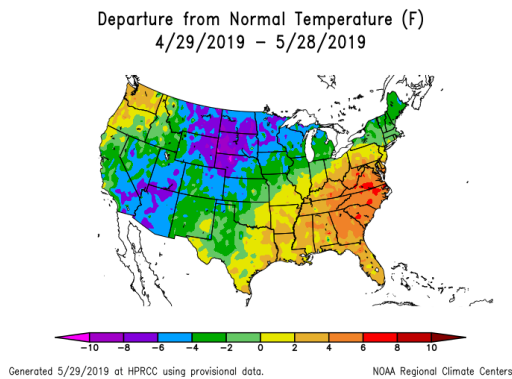 Departure from Normal Temperature (F)
4/29/2019 – 5/28/2019
-10 -8 -6 -4 -2 0 2 4 6 8 10
Generated 5/29/2019 at HPRCC using provisional data. NOAA Regional Climate Centers